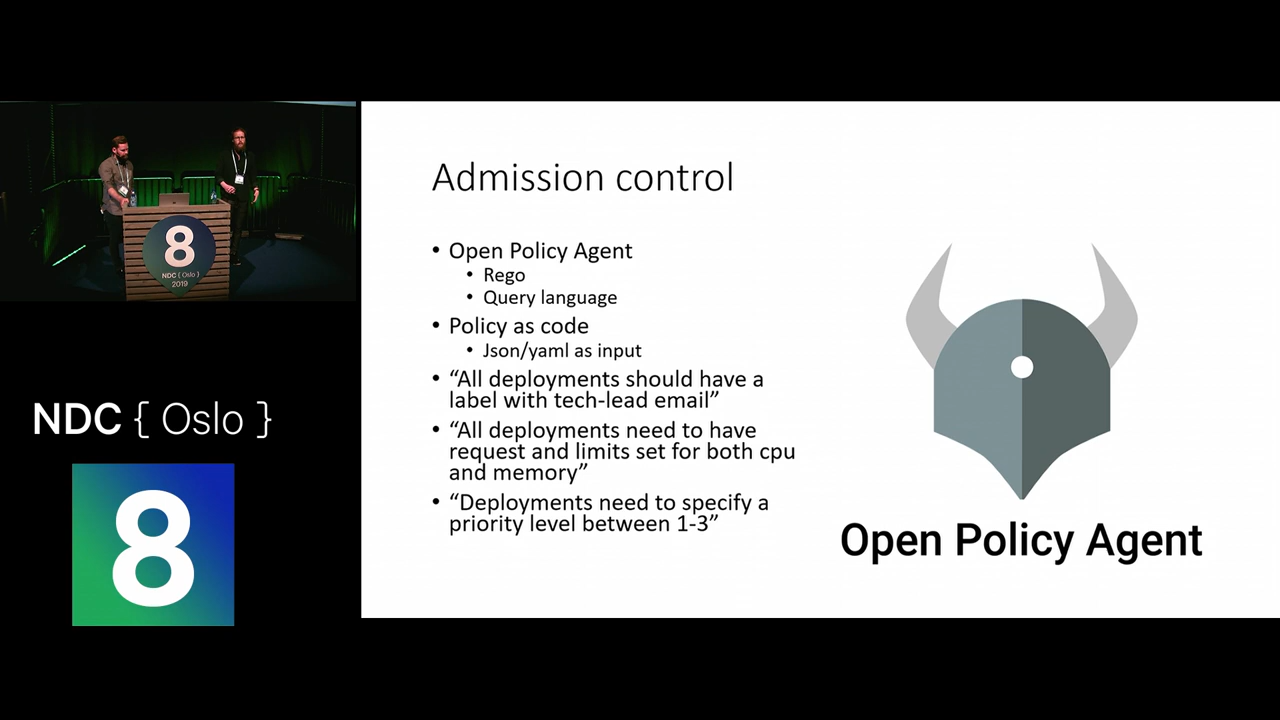 8
NDC { Oslo }
2019
NDC { Oslo }
8
Admission control
• Open Policy Agent
• Rego
• Query language
• Policy as code
• Json/yaml as input
• “All deployments should have a
label with tech-lead email”
• “All deployments need to have
request and limits set for both cpu
and memory”
• “Deployments need to specify a
priority level between 1-3”
Open Policy Agent